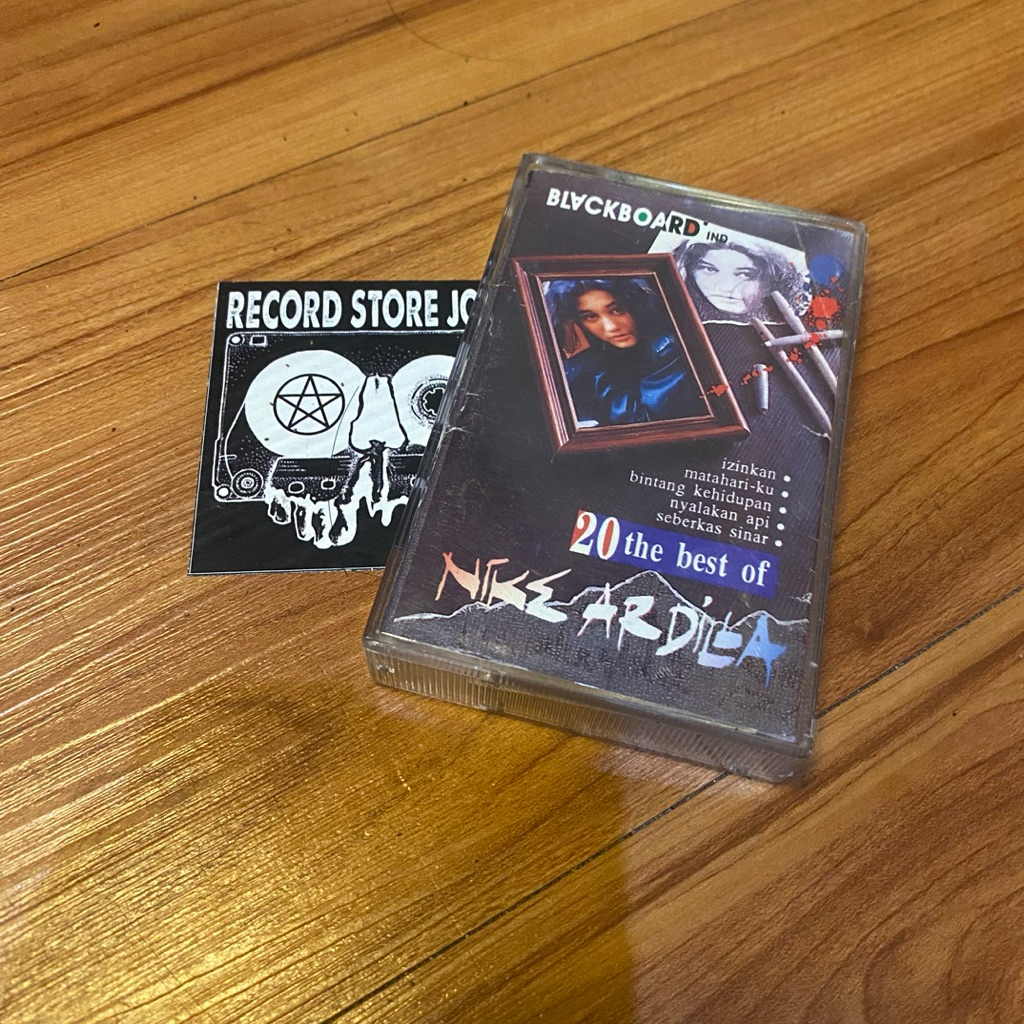 RECORD STORE JO
BLACKBOARD IND
izinkan •
matahari-ku •
bintang kehidupan •
nyalakan api •
seberkas sinar •
20 the best of
NIKE ARDILLA